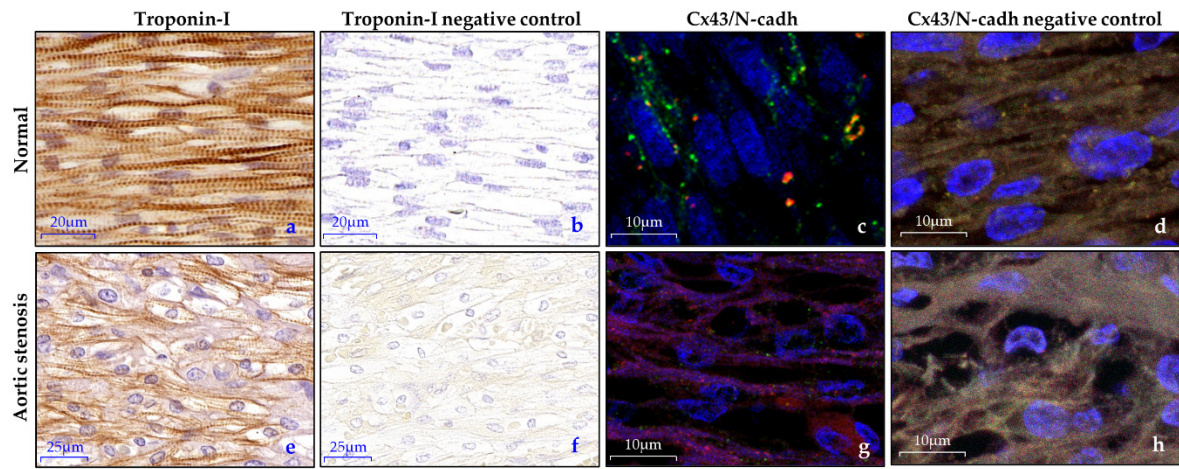 Troponin-I Troponin-I negative control Cx43/N-cadh Cx43/N-cadh negative control
Normal
20µm a 20µm b 10µm c 10µm d
Aortic stenosis
25µm e 25µm f 10µm g 10µm h